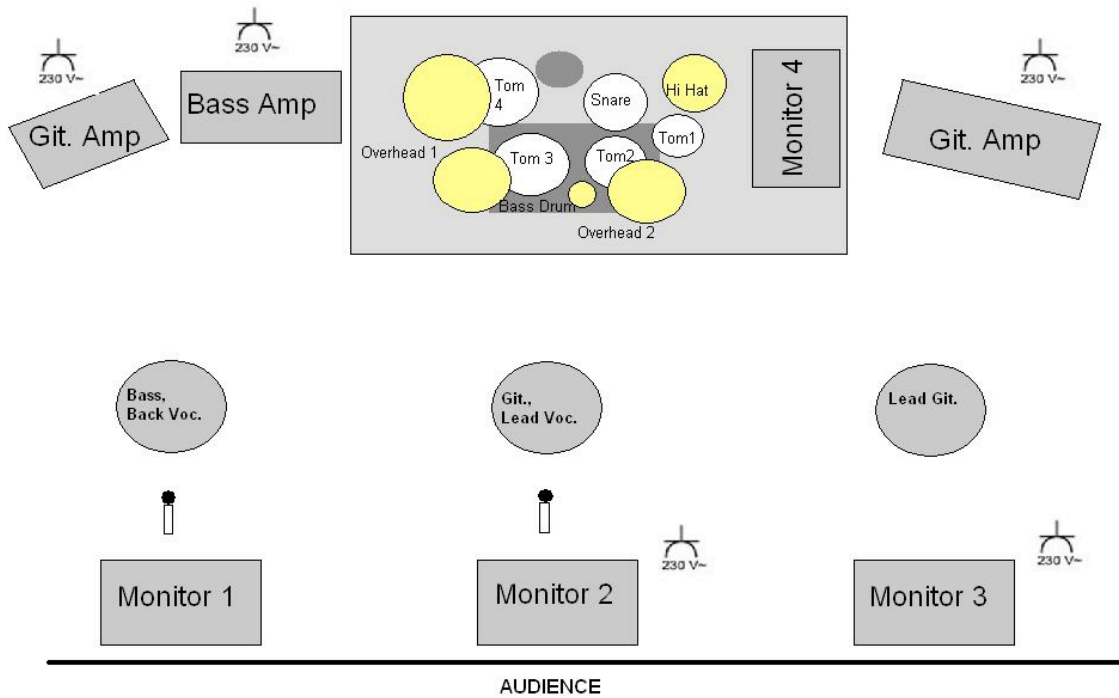 230 V~
230 V~
230 V~
Git. Amp
Bass Amp
Tom
4
Snare
Hi Hat
Tom1
Overhead 1
Tom 3
Tom2
Bass Drum
Overhead 2
Monitor 4
Git. Amp
Bass,
Back Voc.
Git.,
Lead Voc.
Lead Git.
230 V~
230 V~
Monitor 1
Monitor 2
Monitor 3
AUDIENCE